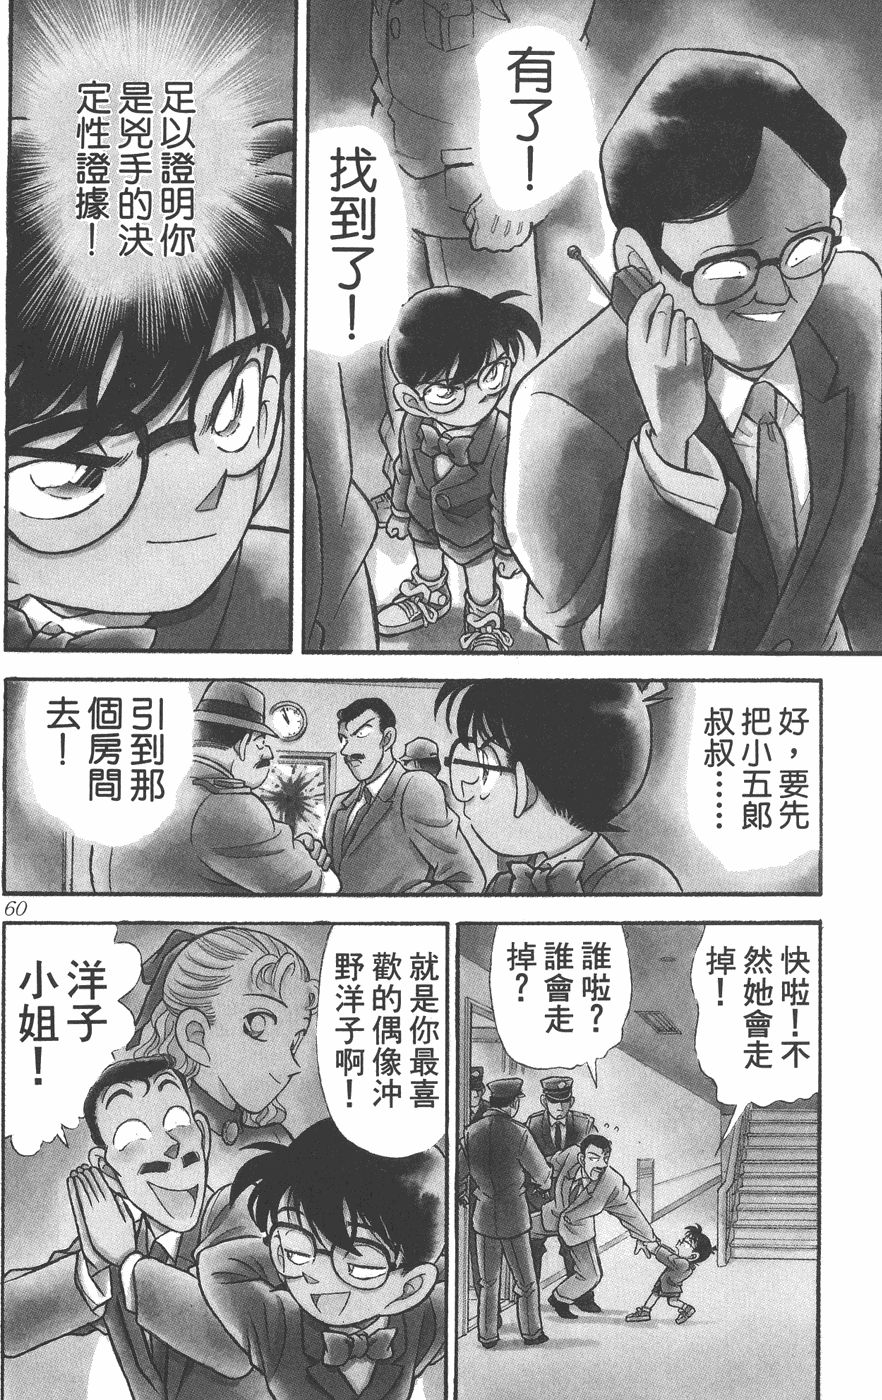 有了！
找到了！
足以證明你
是兇手的決
定性證據！
好，要先
把小五郎
叔叔……
引到那
個房間
去！
60
快啦！不
然她會走
掉！
誰啦？
誰會走
掉？
就是你最喜
歡的偶像沖
野洋子啊！
洋子
小姐！